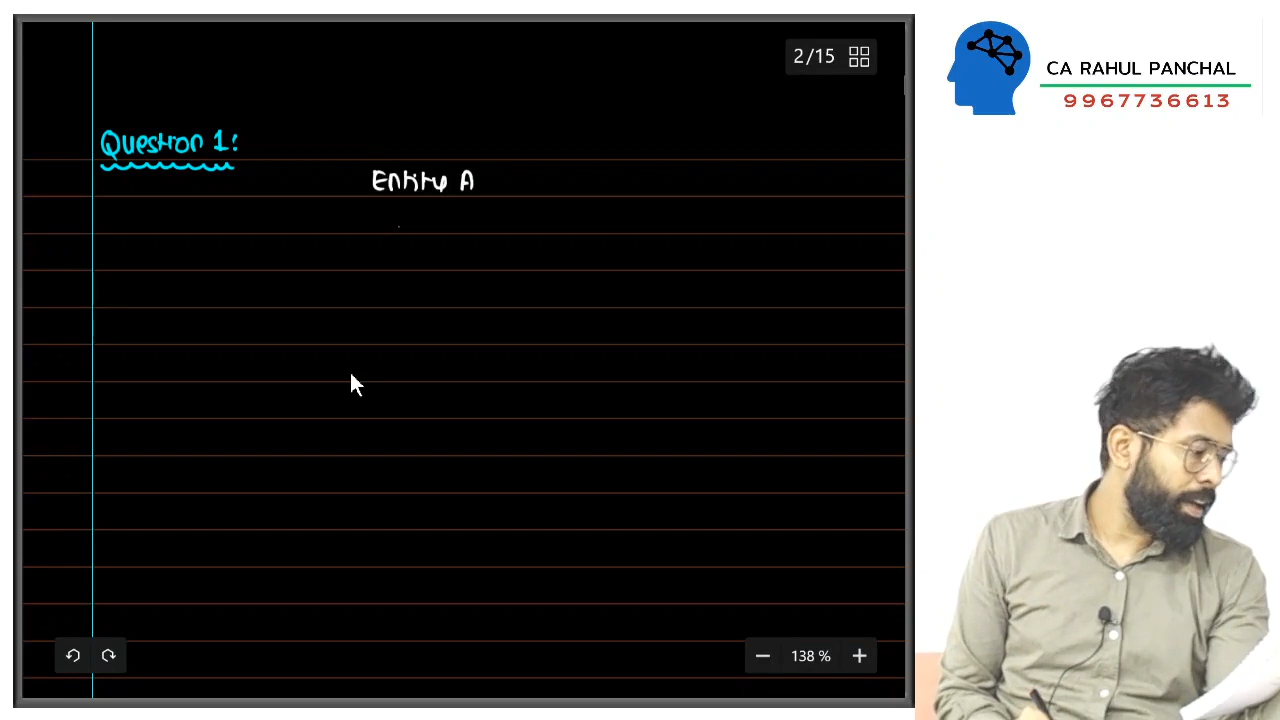 2/15
CA RAHUL PANCHAL
9967736613
Question 1:
Entity A
138 %